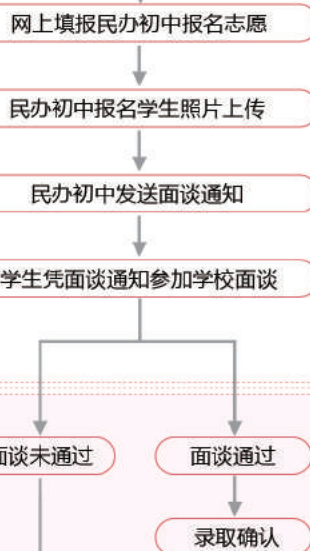 网上填报民办初中报名志愿
民办初中报名学生照片上传
民办初中发送面谈通知
学生凭面谈通知参加学校面谈
面谈未通过
面谈通过
录取确认